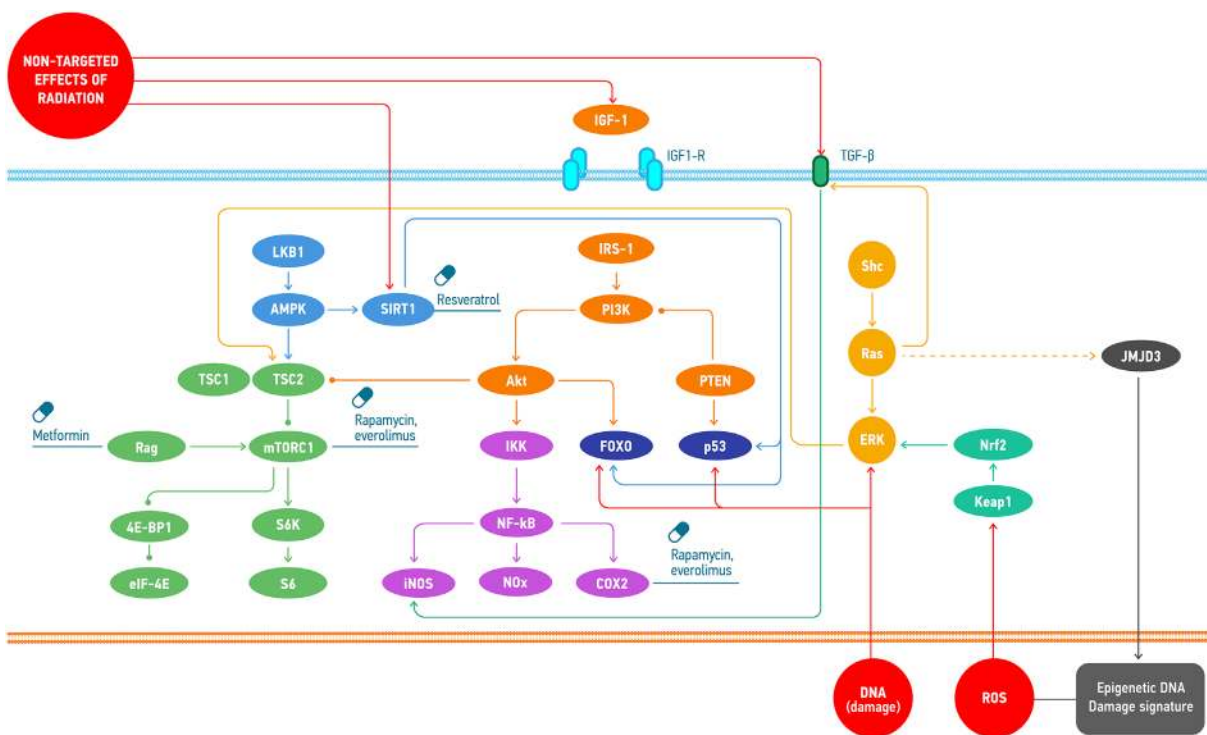 NON-TARGETED
EFFECTS OF
RADIATION
IGF-1
IGF1-R
TGF-β
LKB1
IRS-1
Shc
AMPK
SIRT1
Resveratrol
PI3K
Ras
JMJD3
TSC1
TSC2
Akt
PTEN
Metformin
Rag
mTORC1
Rapamycin,
everolimus
IKK
FOXO
p53
ERK
Nrf2
Keap1
4E-BP1
S6K
NF-kB
Rapamycin,
everolimus
eIF-4E
S6
iNOS
NOx
COX2
DNA
(damage)
ROS
Epigenetic DNA
Damage signature